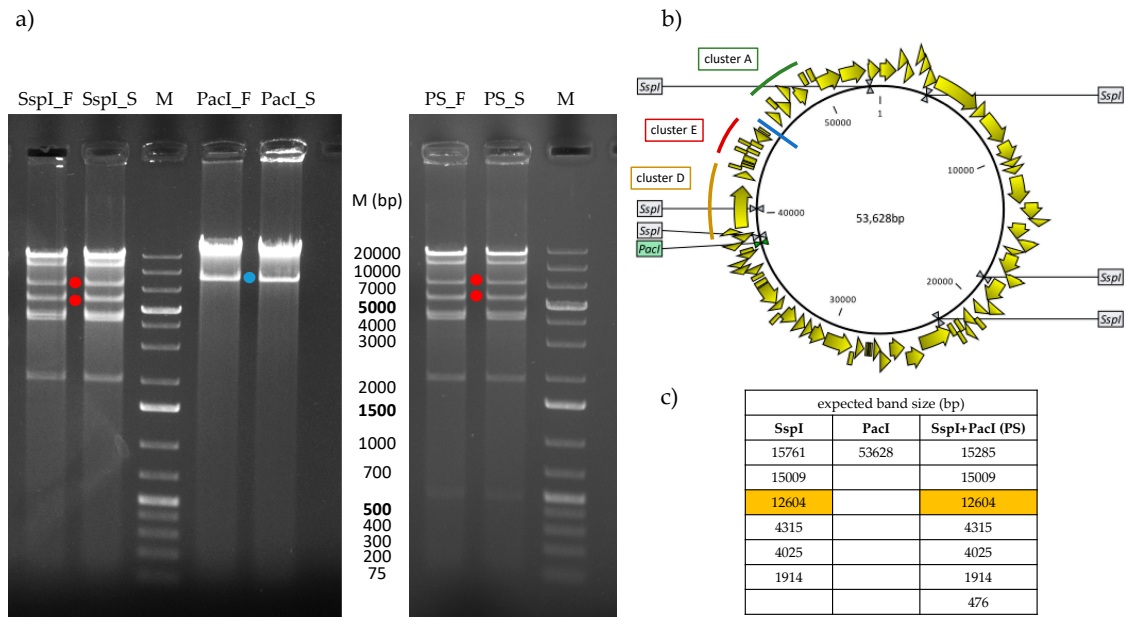 a)
SspI_F SspI_S M PacI_F PacI_S
PS_F PS_S M
M (bp)
20000
10000
7000
5000
4000
3000
2000
1500
1000
700
500
400
300
200
75
b)
cluster A
cluster E
cluster D
SspI
SspI
SspI
SspI
PacI
SspI
SspI
50000
1
10000
40000
53,628bp
20000
30000
c)
expected band size (bp)
SspI PacI SspI+PacI (PS)
15761 53628 15285
15009 15009
12604 12604
4315 4315
4025 4025
1914 1914
476